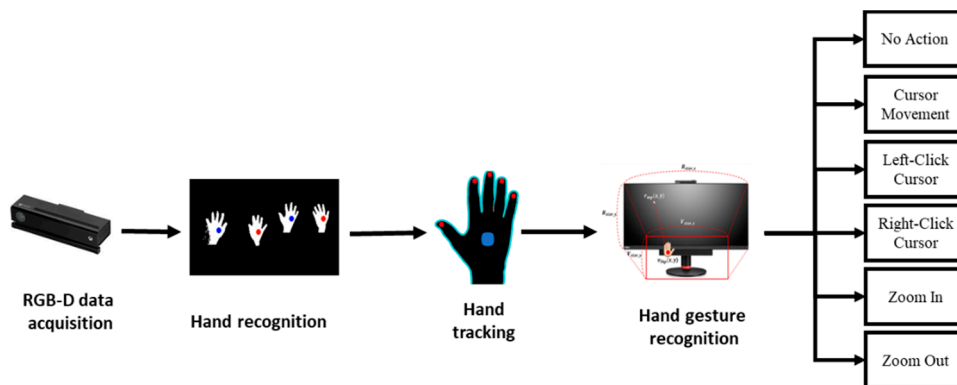 RGB-D data
acquisition
Hand recognition
Hand
tracking
Hand gesture
recognition
No Action
Cursor
Movement
Left-Click
Cursor
Right-Click
Cursor
Zoom In
Zoom Out